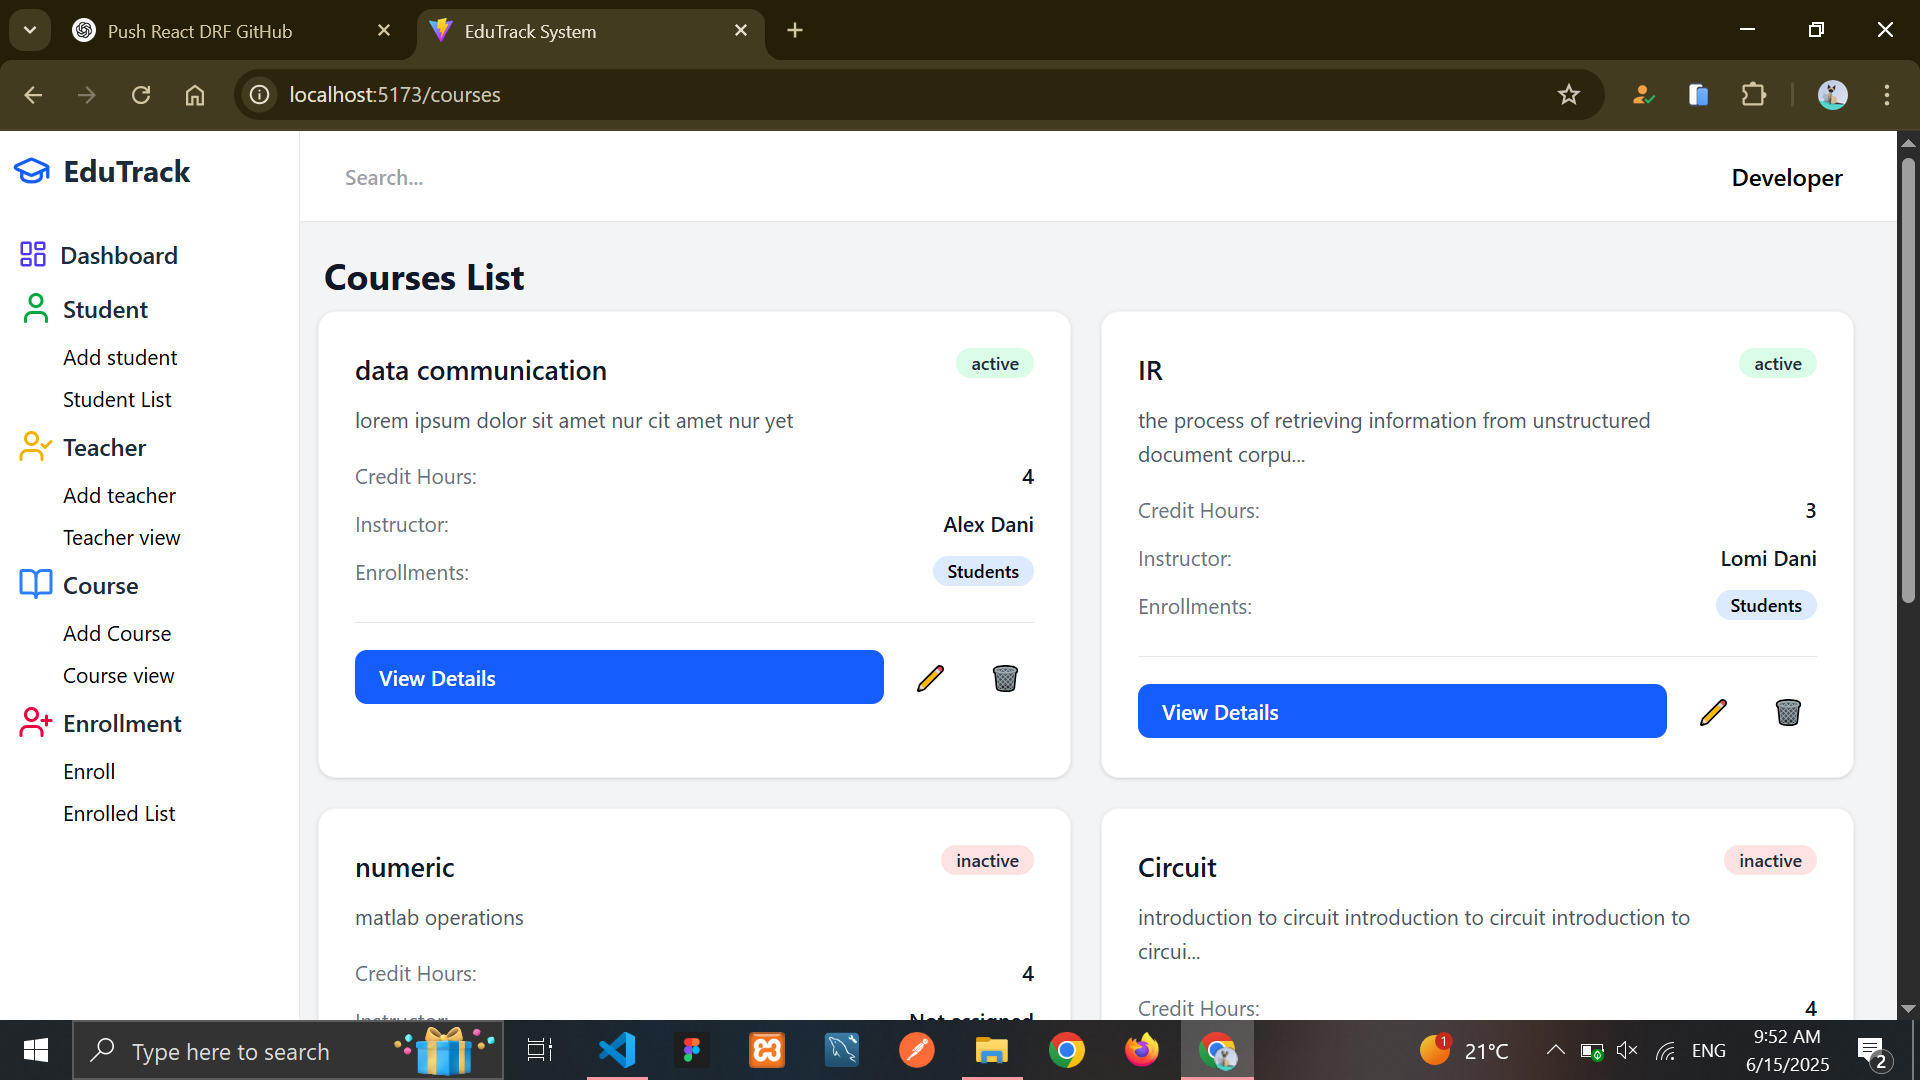 Push React DRF GitHub
EduTrack System
localhost:5173/courses
EduTrack
Search...
Developer
Dashboard
Student
Add student
Student List
Teacher
Add teacher
Teacher view
Course
Add Course
Course view
Enrollment
Enroll
Enrolled List
Courses List
data communication
active
lorem ipsum dolor sit amet nur cit amet nur yet
Credit Hours: 4
Instructor: Alex Dani
Enrollments: Students
View Details
IR
active
the process of retrieving information from unstructured
document corpu...
Credit Hours: 3
Instructor: Lomi Dani
Enrollments: Students
View Details
numeric
inactive
matlab operations
Credit Hours: 4
Instructor: Not assigned
Circuit
inactive
introduction to circuit introduction to circuit introduction to
circui...
Credit Hours: 4
Type here to search
1
21°C
ENG
9:52 AM
6/15/2025
2